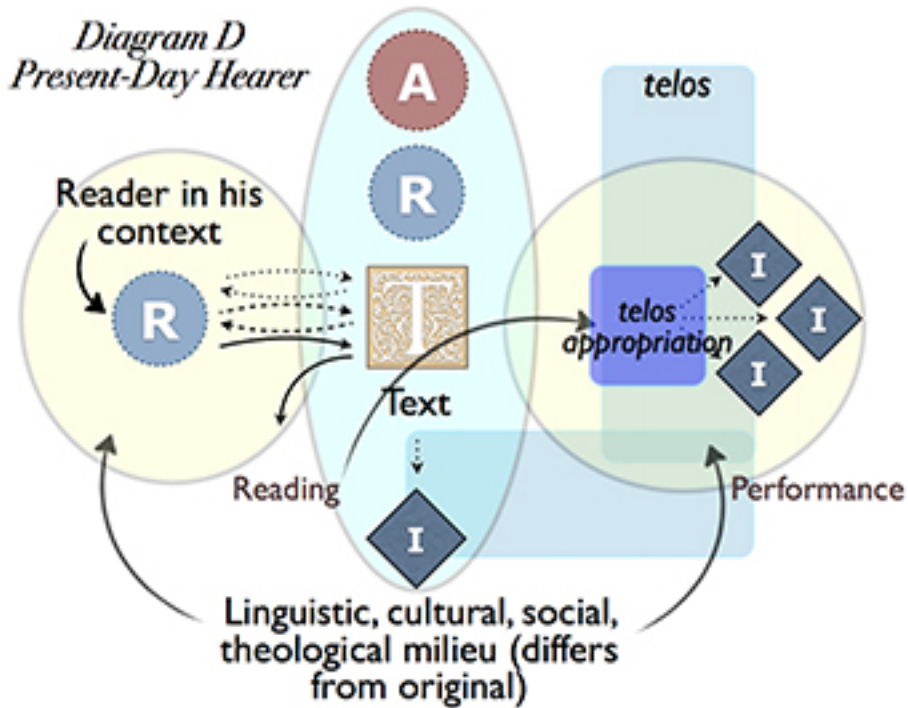 Diagram D
Present-Day Hearer
A
R
telos
Reader in his
context
R
T
Text
telos
appropriation
I
I
I
Reading
Performance
I
Linguistic, cultural, social,
theological milieu (differs
from original)